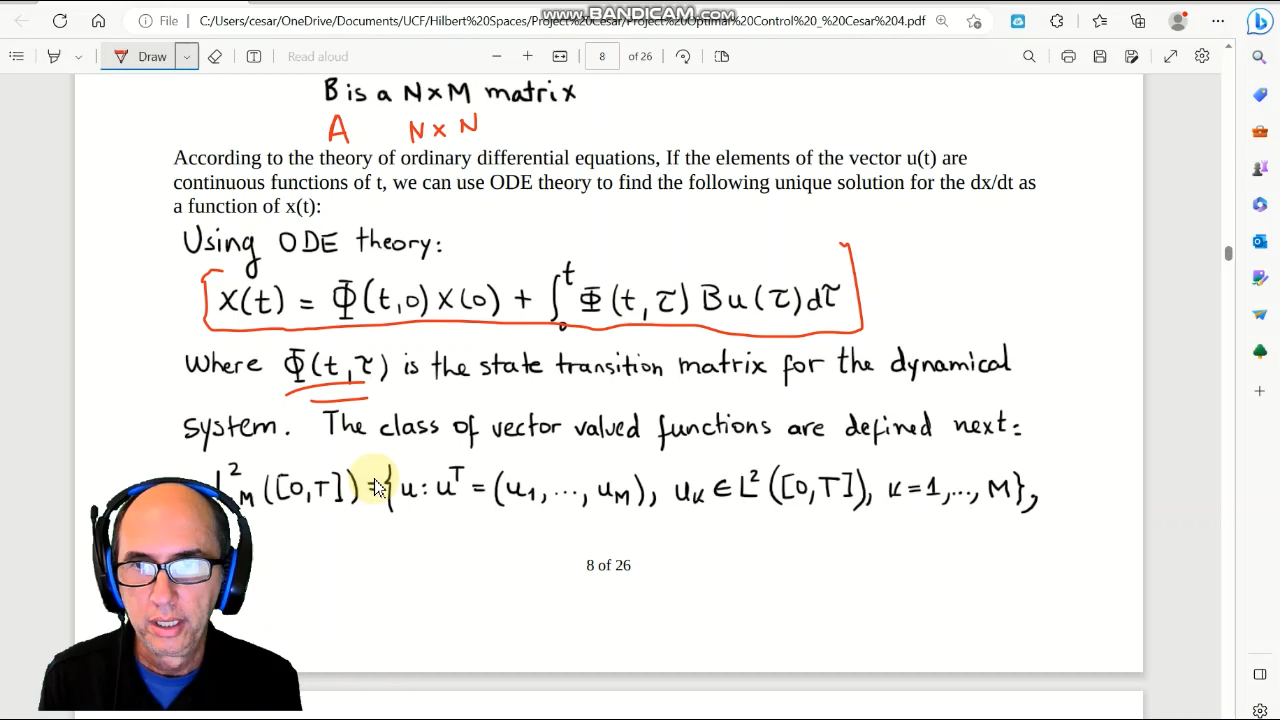 www.BANDICAM.com
File C:/Users/cesar/OneDrive/Documents/UCF/Hilbert%20Spaces/Project%20Cesar/Project%20Optimal%20Control%20_%20Cesar%204.pdf
Draw Read aloud 8 of 26
B is a N×M matrix
A N×N
According to the theory of ordinary differential equations, If the elements of the vector u(t) are
continuous functions of t, we can use ODE theory to find the following unique solution for the dx/dt as
a function of x(t):
Using ODE theory:
x(t) = Φ(t,0)x(0) + ∫₀ᵗ Φ(t,τ)Bu(τ)dτ
Where Φ(t,τ) is the state transition matrix for the dynamical
system. The class of vector valued functions are defined next:
L²_M([0,T]) = {u: uᵀ = (u₁,..., u_M), u_K ∈ L²([0,T]), K=1,..., M},
8 of 26